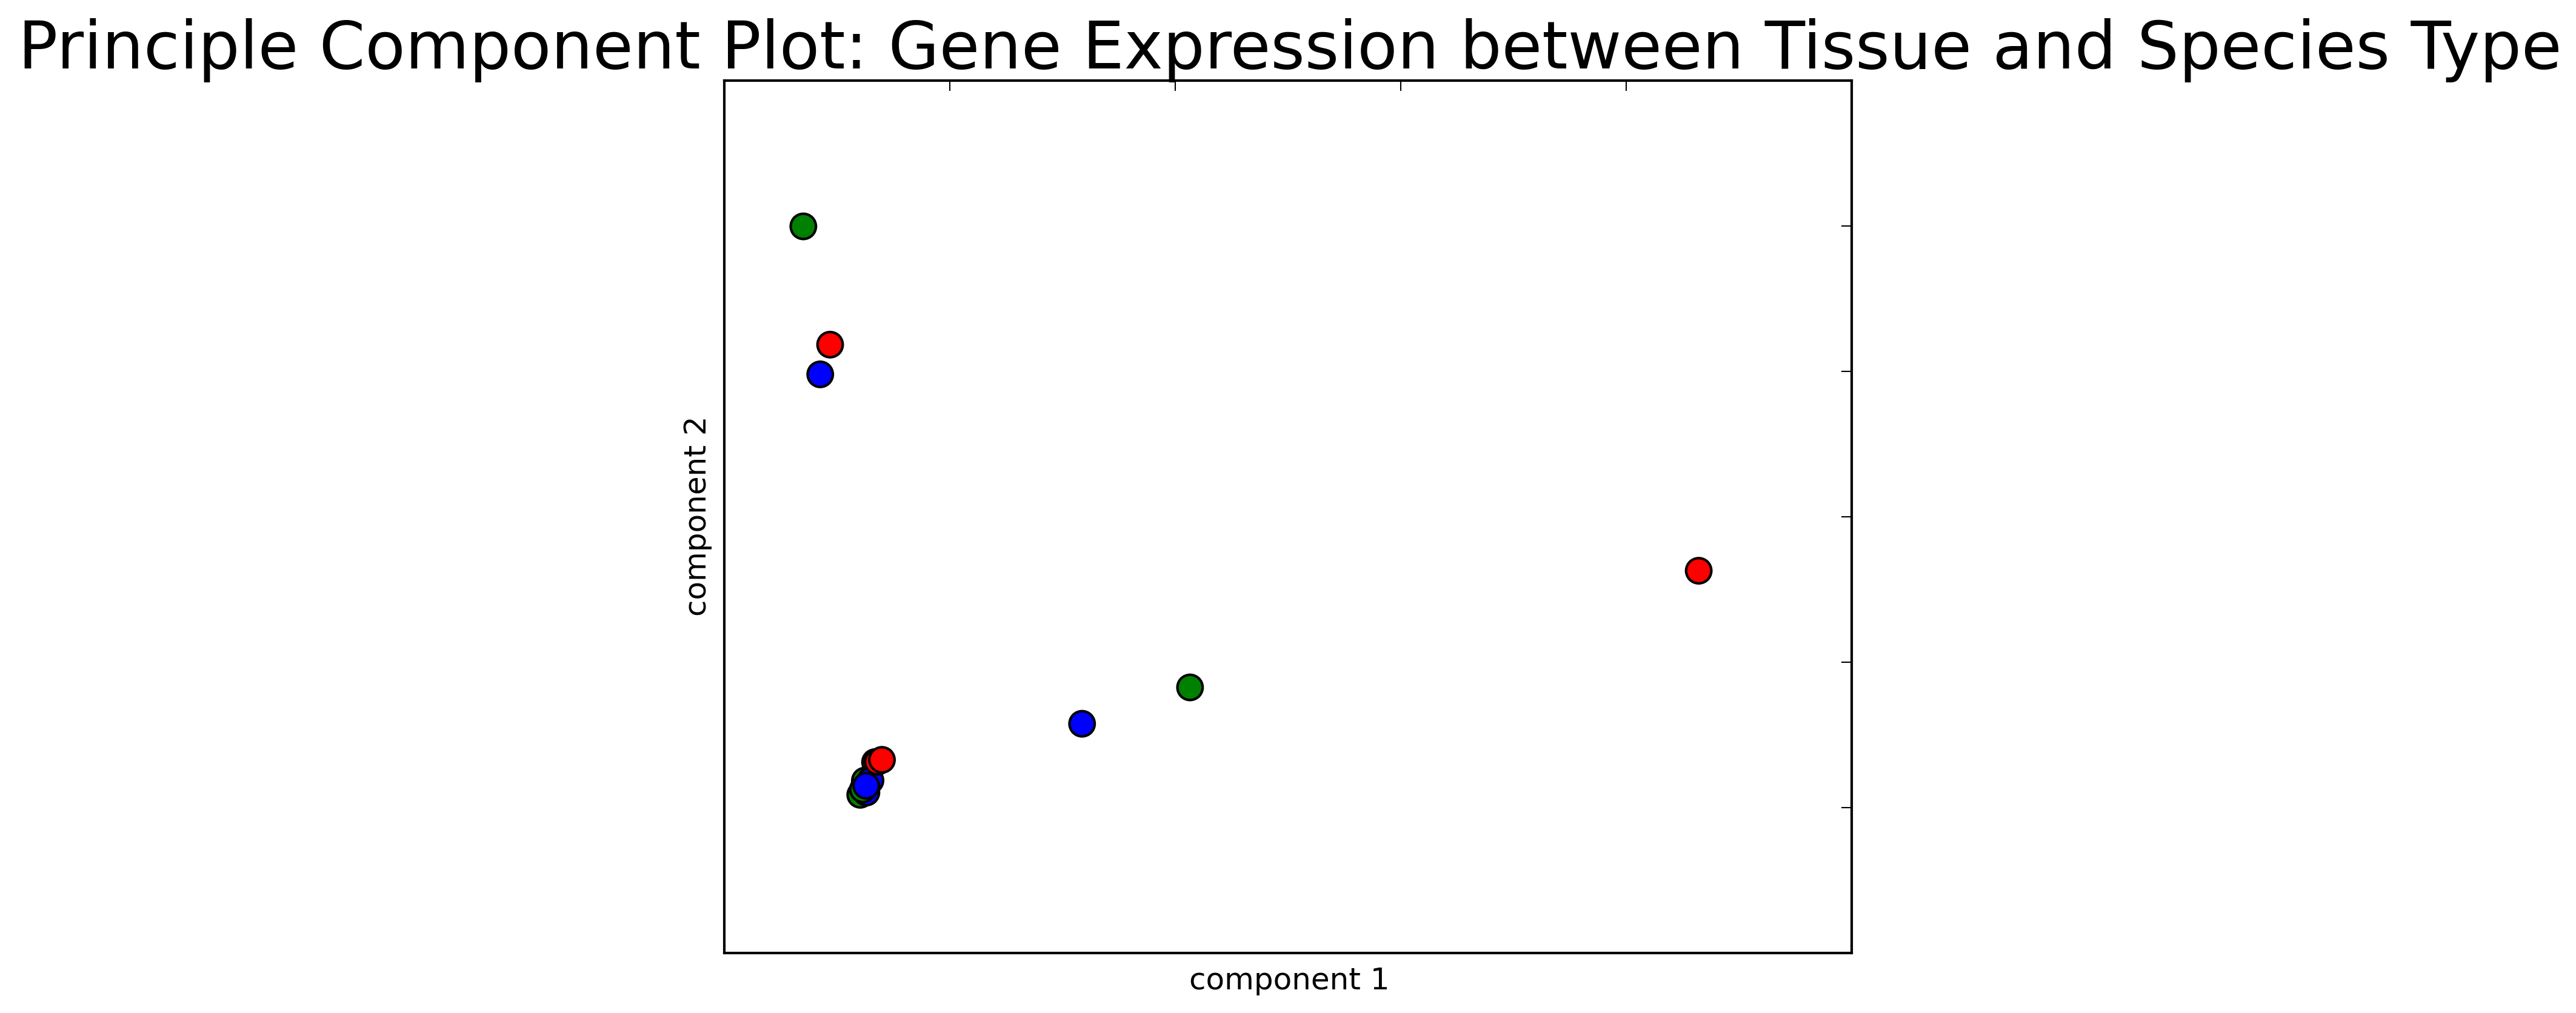 Principle Component Plot: Gene Expression between Tissue and Species Type
component 2
component 1